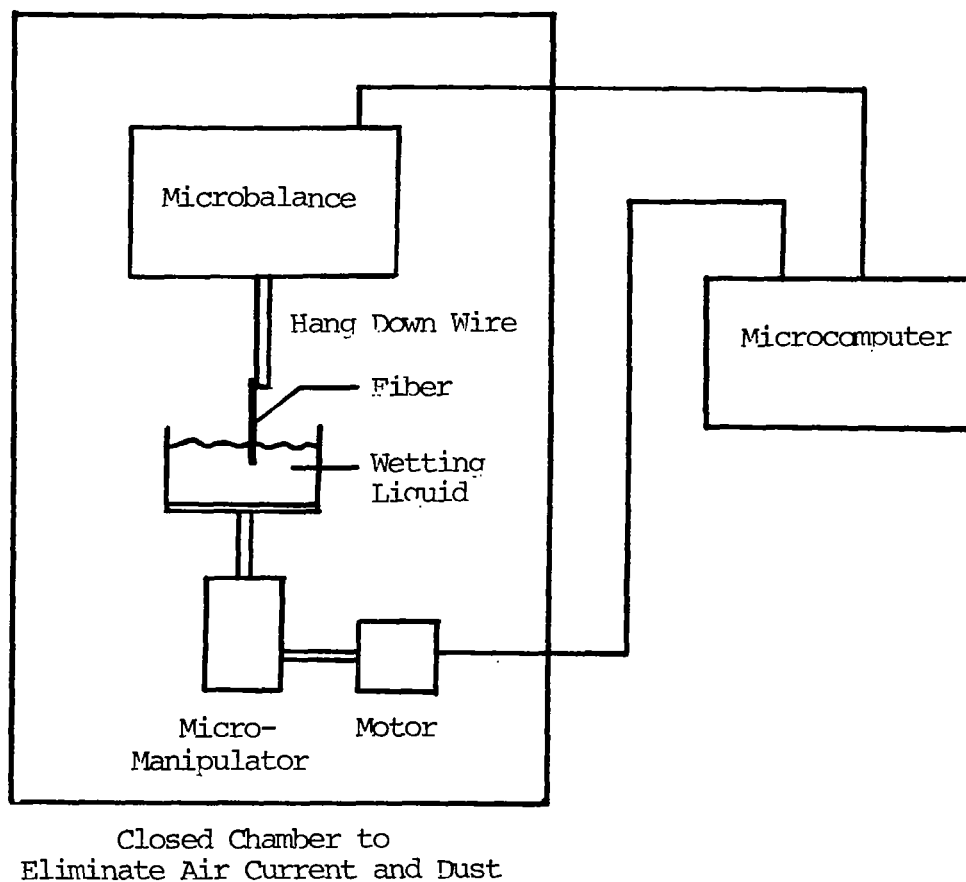 Microbalance
Hang Down Wire
Microcomputer
Fiber
Wetting
Liquid
Micro-
Manipulator
Motor
Closed Chamber to
Eliminate Air Current and Dust